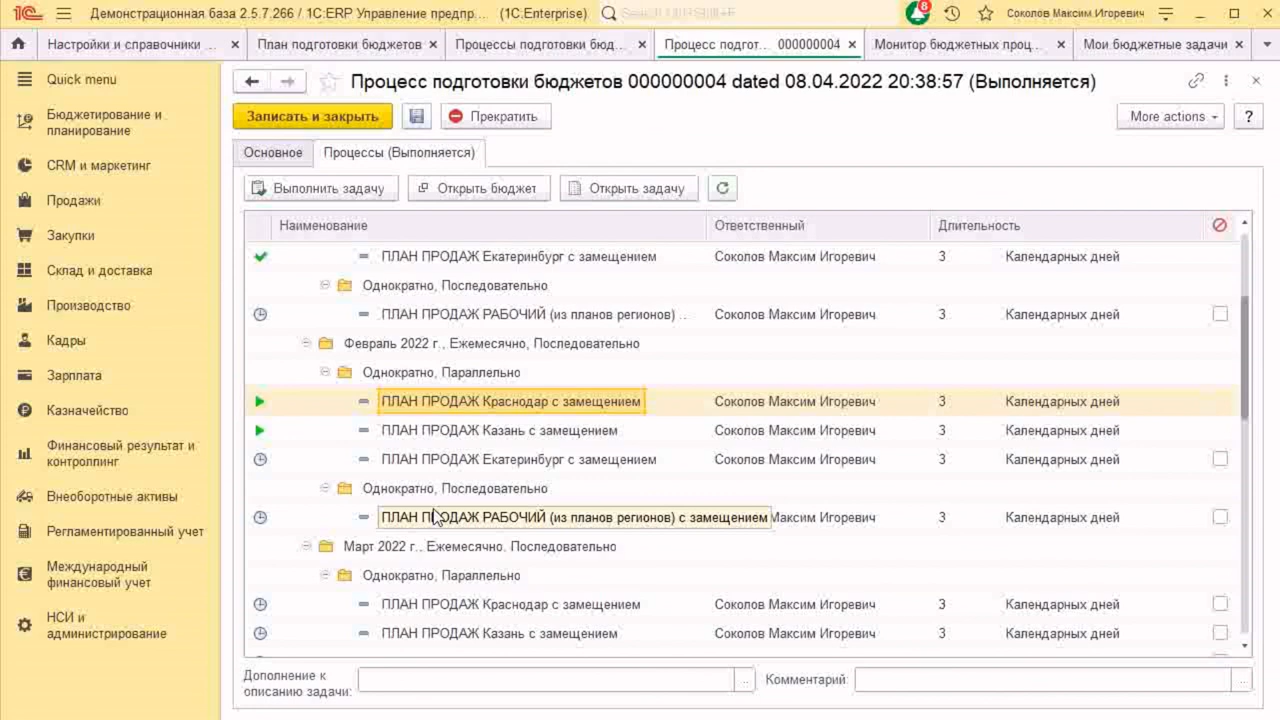 1С Демонстрационная база 2.5.7.266 / 1С:ERP Управление предпр... (1C:Enterprise) Search Ctrl+Shift+F 8 Соколов Максим Игоревич
Настройки и справочники ... × План подготовки бюджетов × Процессы подготовки бюд... × Процесс подгот... 000000004 × Монитор бюджетных проц... × Мои бюджетные задачи ×
Quick menu
Бюджетирование и
планирование
CRM и маркетинг
Продажи
Закупки
Склад и доставка
Производство
Кадры
Зарплата
Казначейство
Финансовый результат и
контроллинг
Внеоборотные активы
Регламентированный учет
Международный
финансовый учет
НСИ и
администрирование
Процесс подготовки бюджетов 000000004 dated 08.04.2022 20:38:57 (Выполняется)
Записать и закрыть Прекратить More actions ?
Основное Процессы (Выполняется)
Выполнить задачу Открыть бюджет Открыть задачу
Наименование Ответственный Длительность
ПЛАН ПРОДАЖ Екатеринбург с замещением Соколов Максим Игоревич 3 Календарных дней
Однократно, Последовательно
ПЛАН ПРОДАЖ РАБОЧИЙ (из планов регионов) .. Соколов Максим Игоревич 3 Календарных дней
Февраль 2022 г., Ежемесячно, Последовательно
Однократно, Параллельно
ПЛАН ПРОДАЖ Краснодар с замещением Соколов Максим Игоревич 3 Календарных дней
ПЛАН ПРОДАЖ Казань с замещением Соколов Максим Игоревич 3 Календарных дней
ПЛАН ПРОДАЖ Екатеринбург с замещением Соколов Максим Игоревич 3 Календарных дней
Однократно, Последовательно
ПЛАН ПРОДАЖ РАБОЧИЙ (из планов регионов) с замещением Максим Игоревич 3 Календарных дней
Март 2022 г., Ежемесячно, Последовательно
Однократно, Параллельно
ПЛАН ПРОДАЖ Краснодар с замещением Соколов Максим Игоревич 3 Календарных дней
ПЛАН ПРОДАЖ Казань с замещением Соколов Максим Игоревич 3 Календарных дней
Дополнение к
описанию задачи: ... Комментарий: ...